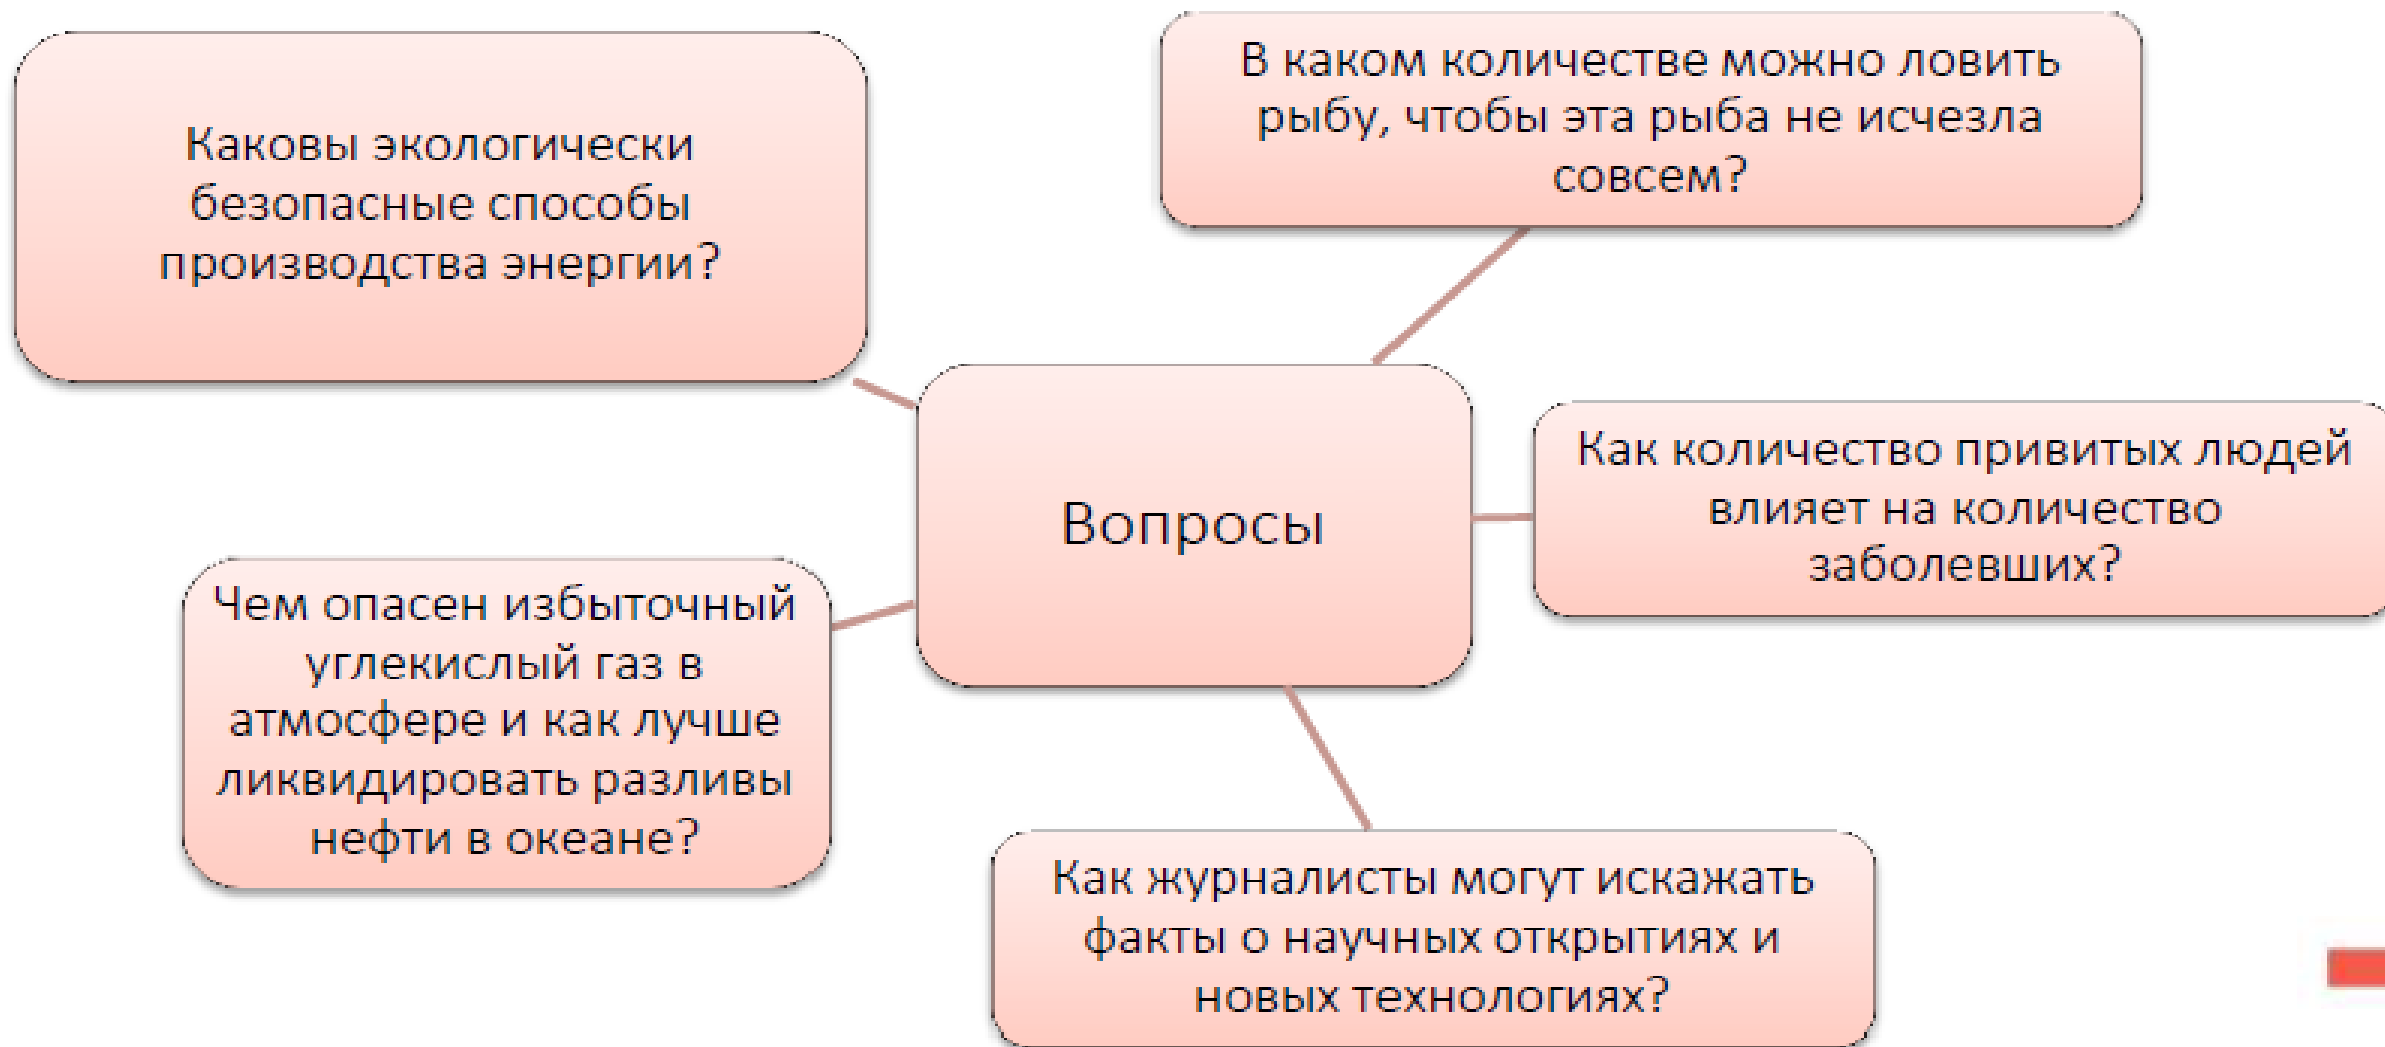 Каковы экологически
безопасные способы
производства энергии?
В каком количестве можно ловить
рыбу, чтобы эта рыба не исчезла
совсем?
Вопросы
Как количество привитых людей
влияет на количество
заболевших?
Чем опасен избыточный
углекислый газ в
атмосфере и как лучше
ликвидировать разливы
нефти в океане?
Как журналисты могут искажать
факты о научных открытиях и
новых технологиях?